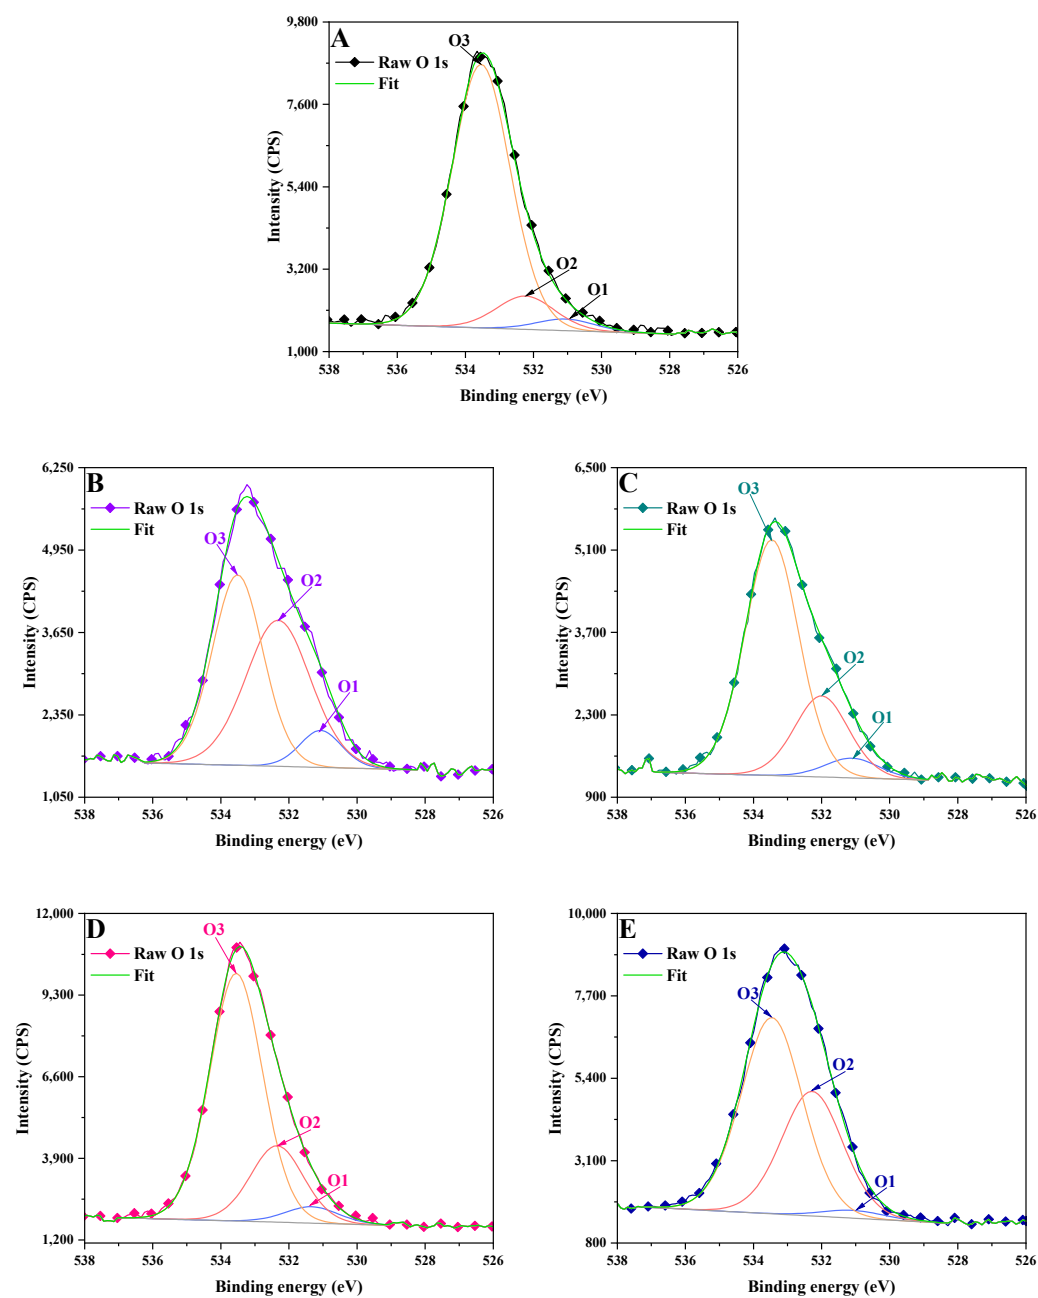 A
Raw O 1s
Fit
O3
O2
O1
9,800
7,600
5,400
3,200
1,000
Intensity (CPS)
538 536 534 532 530 528 526
Binding energy (eV)
B
Raw O 1s
Fit
O3
O2
O1
6,250
4,950
3,650
2,350
1,050
Intensity (CPS)
538 536 534 532 530 528 526
Binding energy (eV)
C
Raw O 1s
Fit
O3
O2
O1
6,500
5,100
3,700
2,300
900
Intensity (CPS)
538 536 534 532 530 528 526
Binding energy (eV)
D
Raw O 1s
Fit
O3
O2
O1
12,000
9,300
6,600
3,900
1,200
Intensity (CPS)
538 536 534 532 530 528 526
Binding energy (eV)
E
Raw O 1s
Fit
O3
O2
O1
10,000
7,700
5,400
3,100
800
Intensity (CPS)
538 536 534 532 530 528 526
Binding energy (eV)